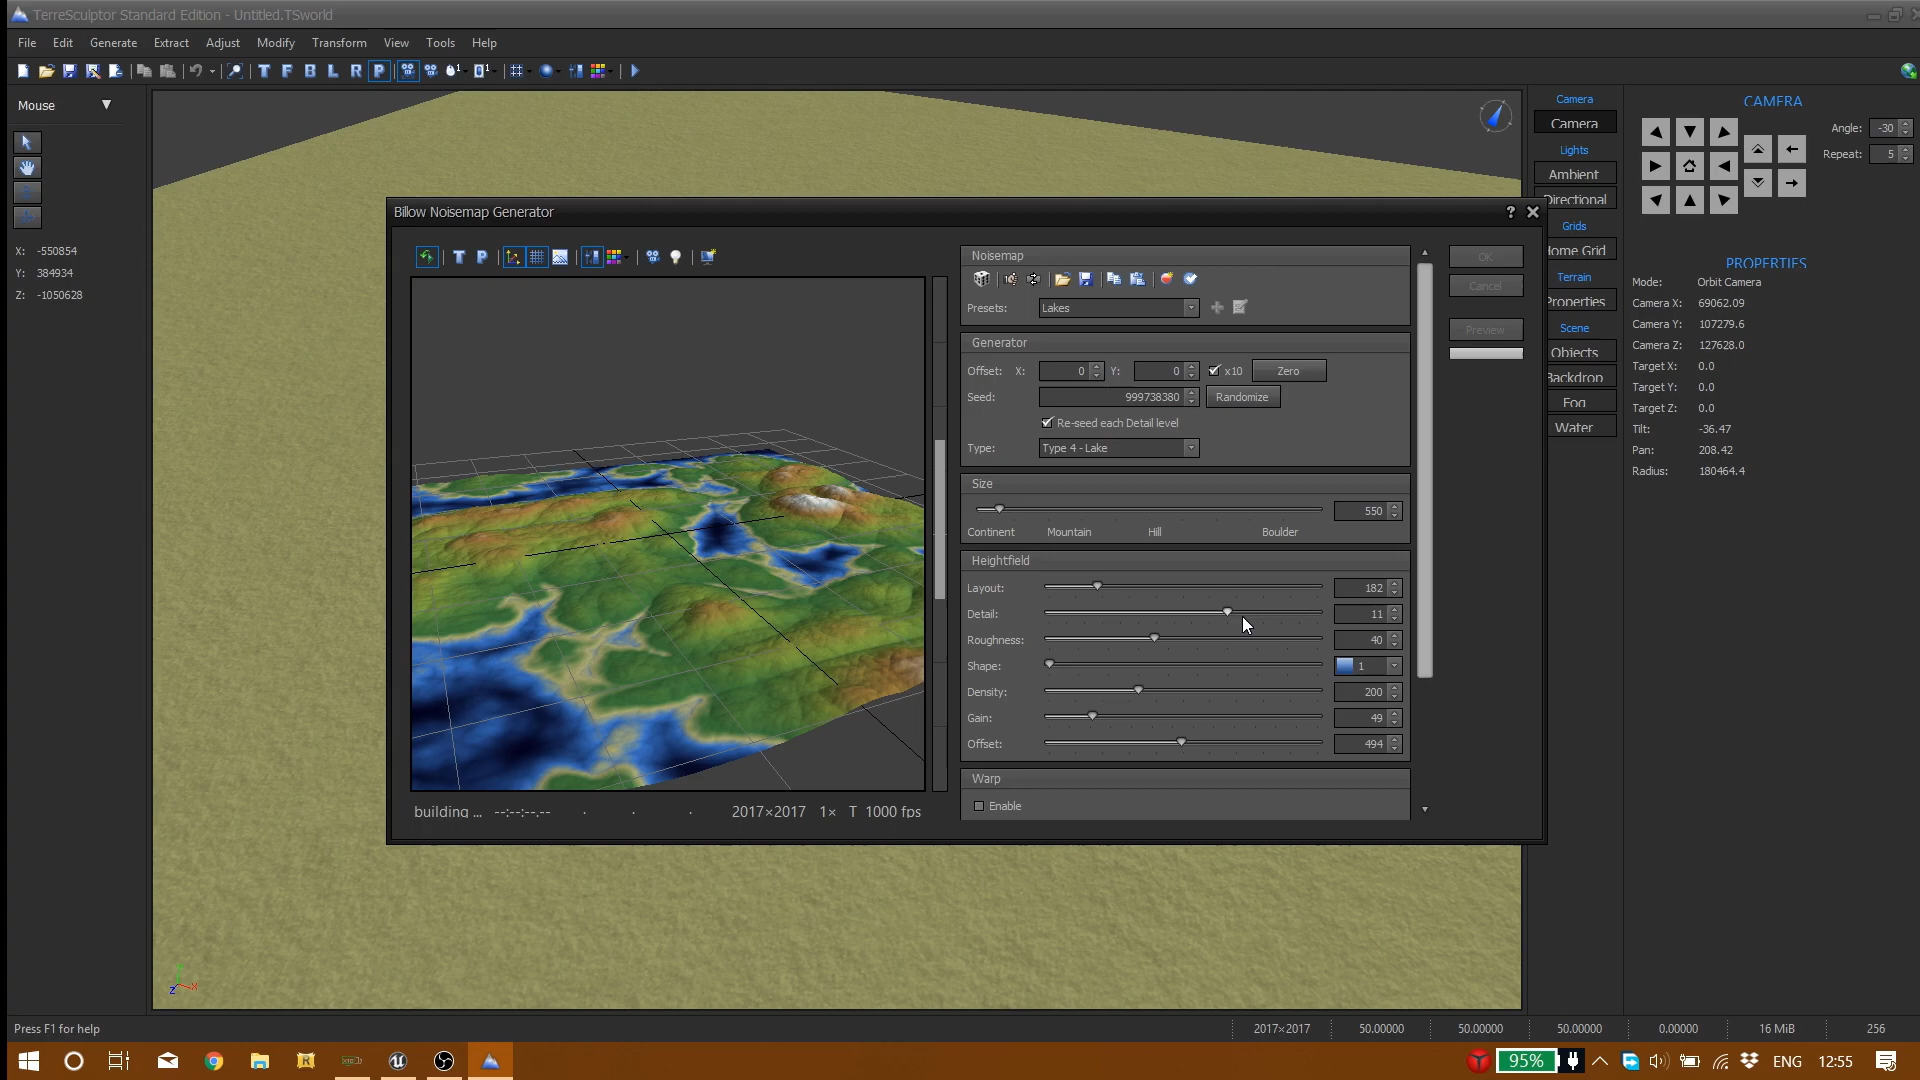 TerreSculptor Standard Edition - Untitled.TSworld
File Edit Generate Extract Adjust Modify Transform View Tools Help
T F B L R P
Mouse
X: -550854
Y: 384934
Z: -1050628
Billow Noisemap Generator
T P
building ... --:--:--.-- . . . 2017×2017 1× T 1000 fps
Noisemap
Presets: Lakes
Generator
Offset: X: 0 Y: 0 x10 Zero
Seed: 999738380 Randomize
Re-seed each Detail level
Type: Type 4 - Lake
Size
550
Continent Mountain Hill Boulder
Heightfield
Layout: 182
Detail: 11
Roughness: 40
Shape: 1
Density: 200
Gain: 49
Offset: 494
Warp
Enable
OK
Cancel
Preview
Camera
Camera
Lights
Ambient
Directional
Grids
Home Grid
Terrain
Properties
Scene
Objects
Backdrop
Fog
Water
CAMERA
Angle: -30
Repeat: 5
PROPERTIES
Mode: Orbit Camera
Camera X: 69062.09
Camera Y: 107279.6
Camera Z: 127628.0
Target X: 0.0
Target Y: 0.0
Target Z: 0.0
Tilt: -36.47
Pan: 208.42
Radius: 180464.4
z x
Press F1 for help
2017×2017 50.00000 50.00000 50.00000 0.00000 16 MiB 256
95% ENG 12:55